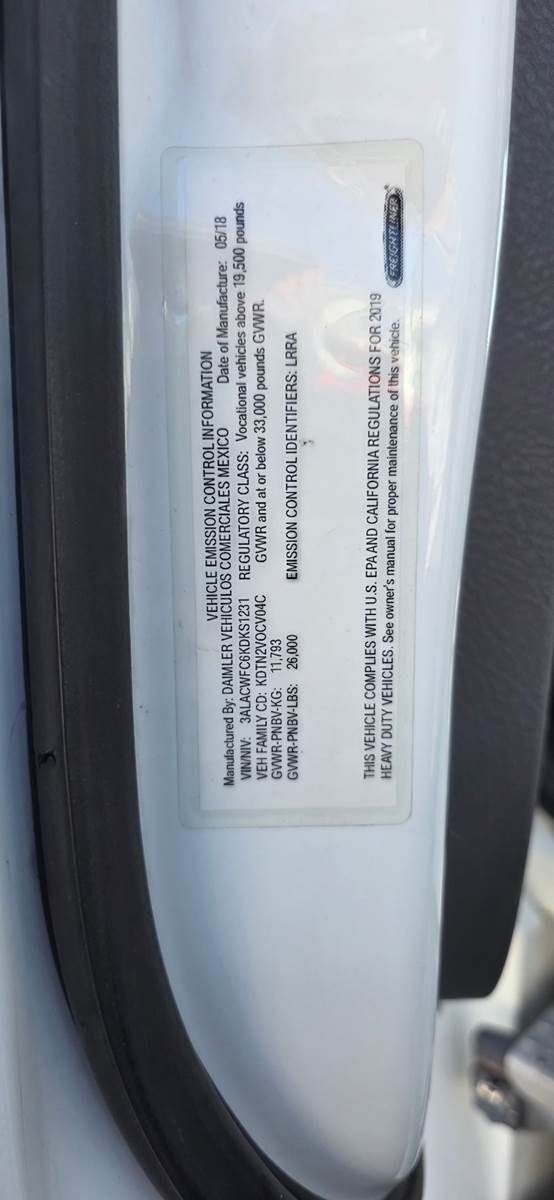 VEHICLE EMISSION CONTROL INFORMATION
Manufactured By: DAIMLER VEHICULOS COMERCIALES MEXICO Date of Manufacture: 05/18
VIN/NIV: 3ALACWFC6KDKS1231 REGULATORY CLASS: Vocational vehicles above 19,500 pounds
VEH FAMILY CD: KDTN2VOCV04C GVWR and at or below 33,000 pounds GVWR.
GVWR-PNBV-KG: 11,793
GVWR-PNBV-LBS: 26,000 EMISSION CONTROL IDENTIFIERS: LRRA
THIS VEHICLE COMPLIES WITH U.S. EPA AND CALIFORNIA REGULATIONS FOR 2019
HEAVY DUTY VEHICLES. See owner's manual for proper maintenance of this vehicle.
FREIGHTLINER